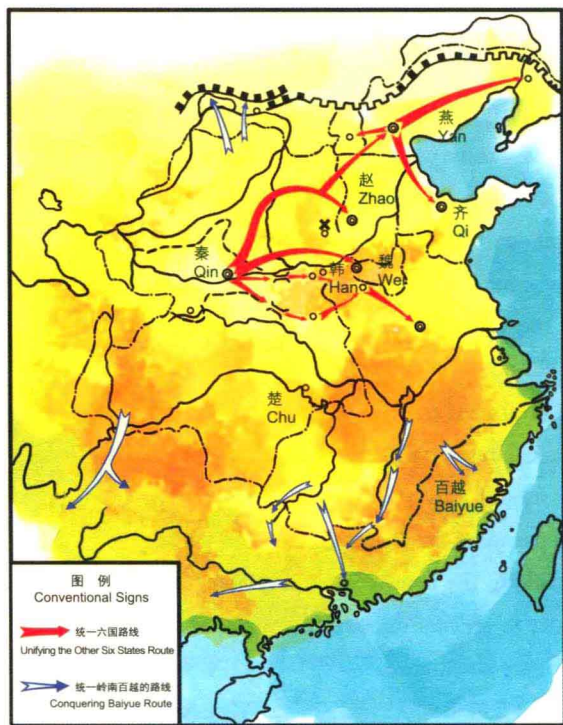 燕
Yan
赵
Zhao
齐
Qi
秦
Qin
韩
Han
魏
Wei
楚
Chu
百越
Baiyue
图 例
Conventional Signs
统一六国路线
Unifying the Other Six States Route
统一岭南百越的路线
Conquering Baiyue Route